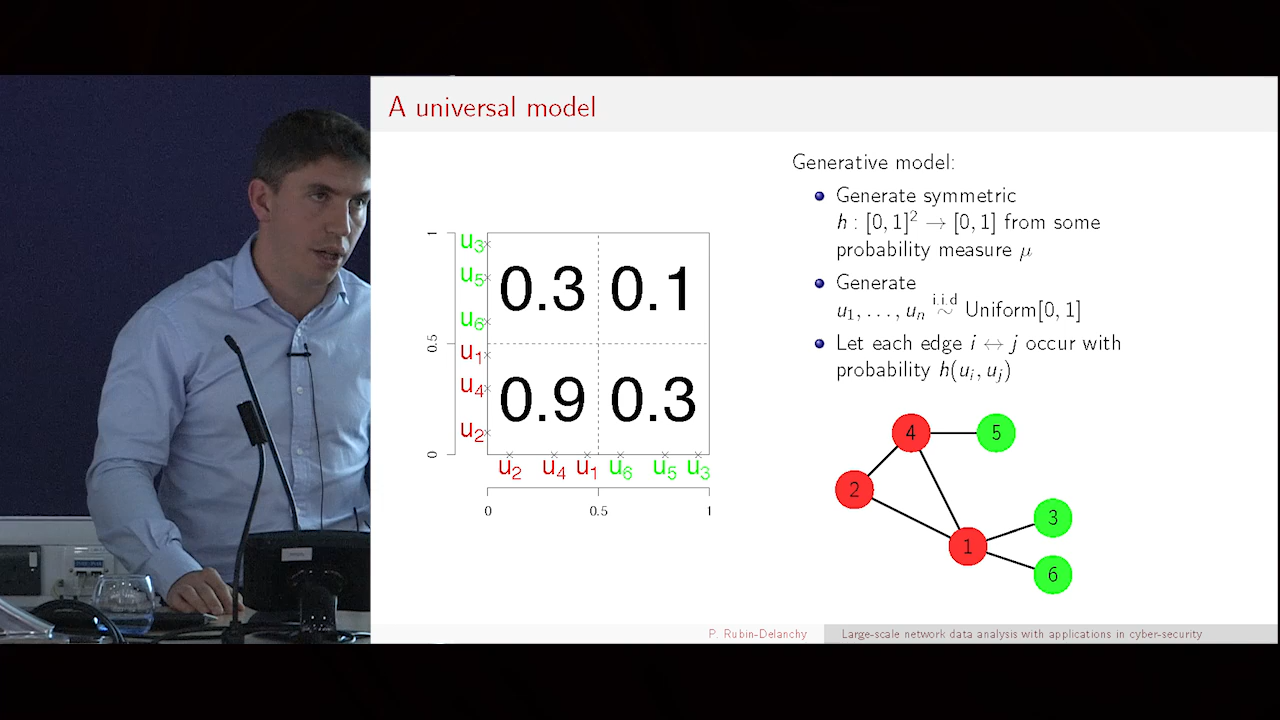 A universal model
Generative model:
Generate symmetric
h : [0, 1]² → [0, 1] from some
probability measure μ
Generate
u₁, . . . , uₙ i.i.d ∼ Uniform[0, 1]
Let each edge i ↔ j occur with
probability h(uᵢ, uⱼ)
1
u₃
u₅
u₆
0.5
u₁
u₄
u₂
0
0.3 0.1
0.9 0.3
u₂ u₄ u₁ u₆ u₅ u₃
0 0.5 1
4 5
2
3
1
6
P. Rubin-Delanchy
Large-scale network data analysis with applications in cyber-security